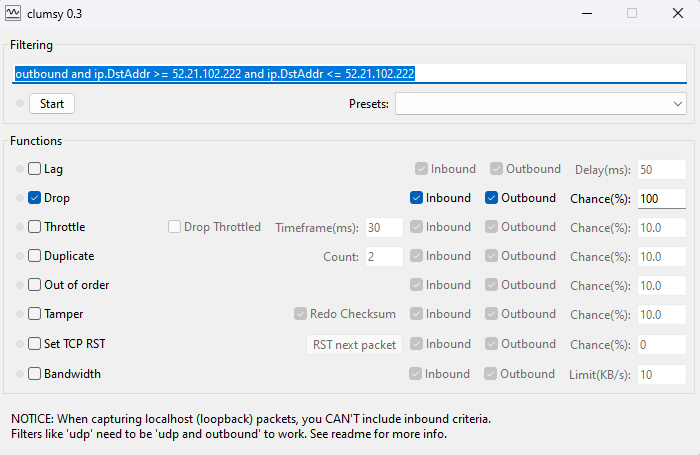 clumsy 0.3
Filtering
outbound and ip.DstAddr >= 52.21.102.222 and ip.DstAddr <= 52.21.102.222
Start Presets:
Functions
Lag Inbound Outbound Delay(ms): 50
Drop Inbound Outbound Chance(%): 100
Throttle Drop Throttled Timeframe(ms): 30 Inbound Outbound Chance(%): 10.0
Duplicate Count: 2 Inbound Outbound Chance(%): 10.0
Out of order Inbound Outbound Chance(%): 10.0
Tamper Redo Checksum Inbound Outbound Chance(%): 10.0
Set TCP RST RST next packet Inbound Outbound Chance(%): 0
Bandwidth Inbound Outbound Limit(KB/s): 10
NOTICE: When capturing localhost (loopback) packets, you CAN'T include inbound criteria.
Filters like 'udp' need to be 'udp and outbound' to work. See readme for more info.